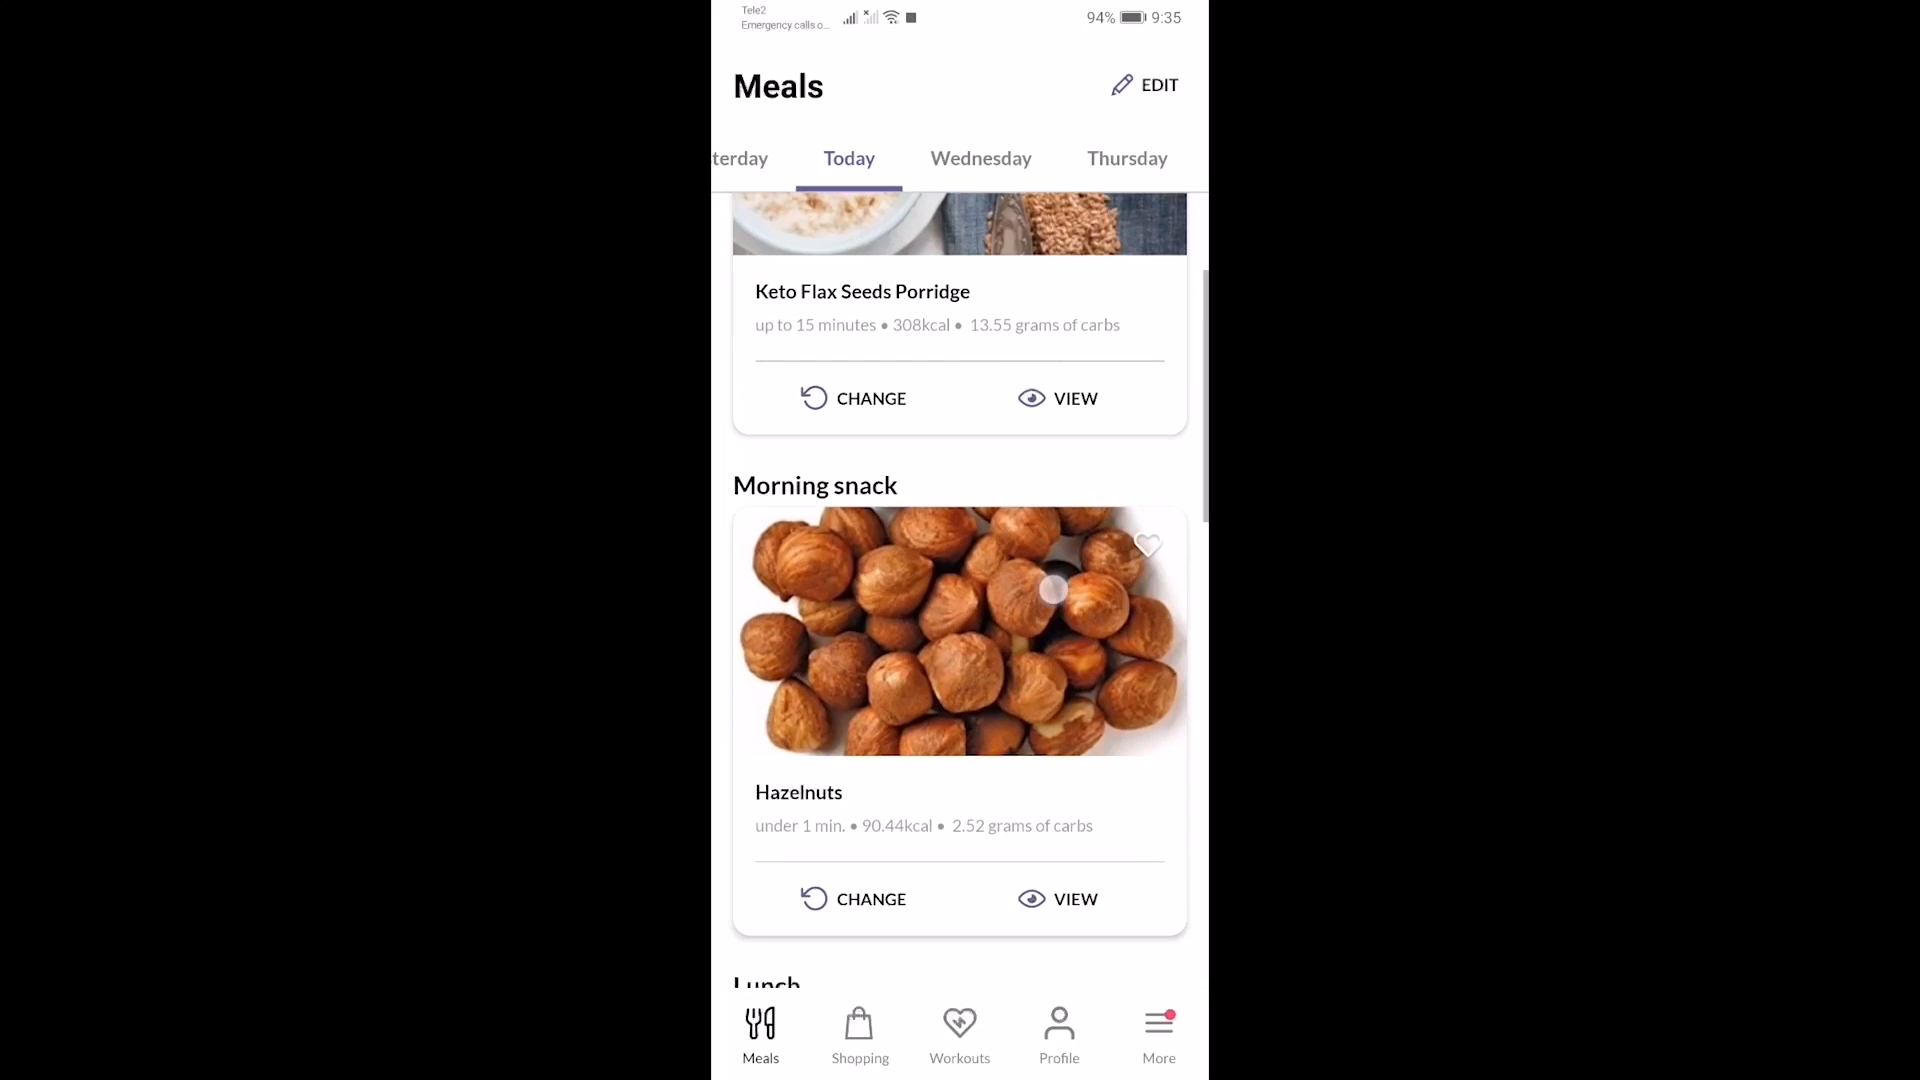 Tele2
Emergency calls o...
94% 9:35
Meals
EDIT
terday Today Wednesday Thursday
Keto Flax Seeds Porridge
up to 15 minutes • 308kcal • 13.55 grams of carbs
CHANGE VIEW
Morning snack
Hazelnuts
under 1 min. • 90.44kcal • 2.52 grams of carbs
CHANGE VIEW
Lunch
Meals Shopping Workouts Profile More